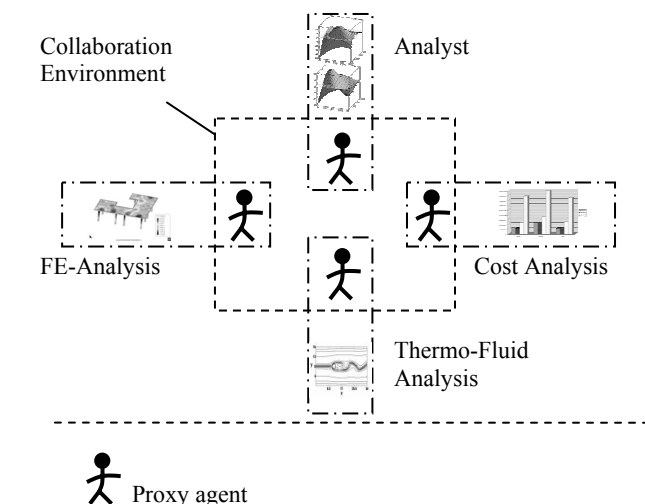 Collaboration
Environment
Analyst
FE-Analysis
Cost Analysis
Thermo-Fluid
Analysis
Proxy agent